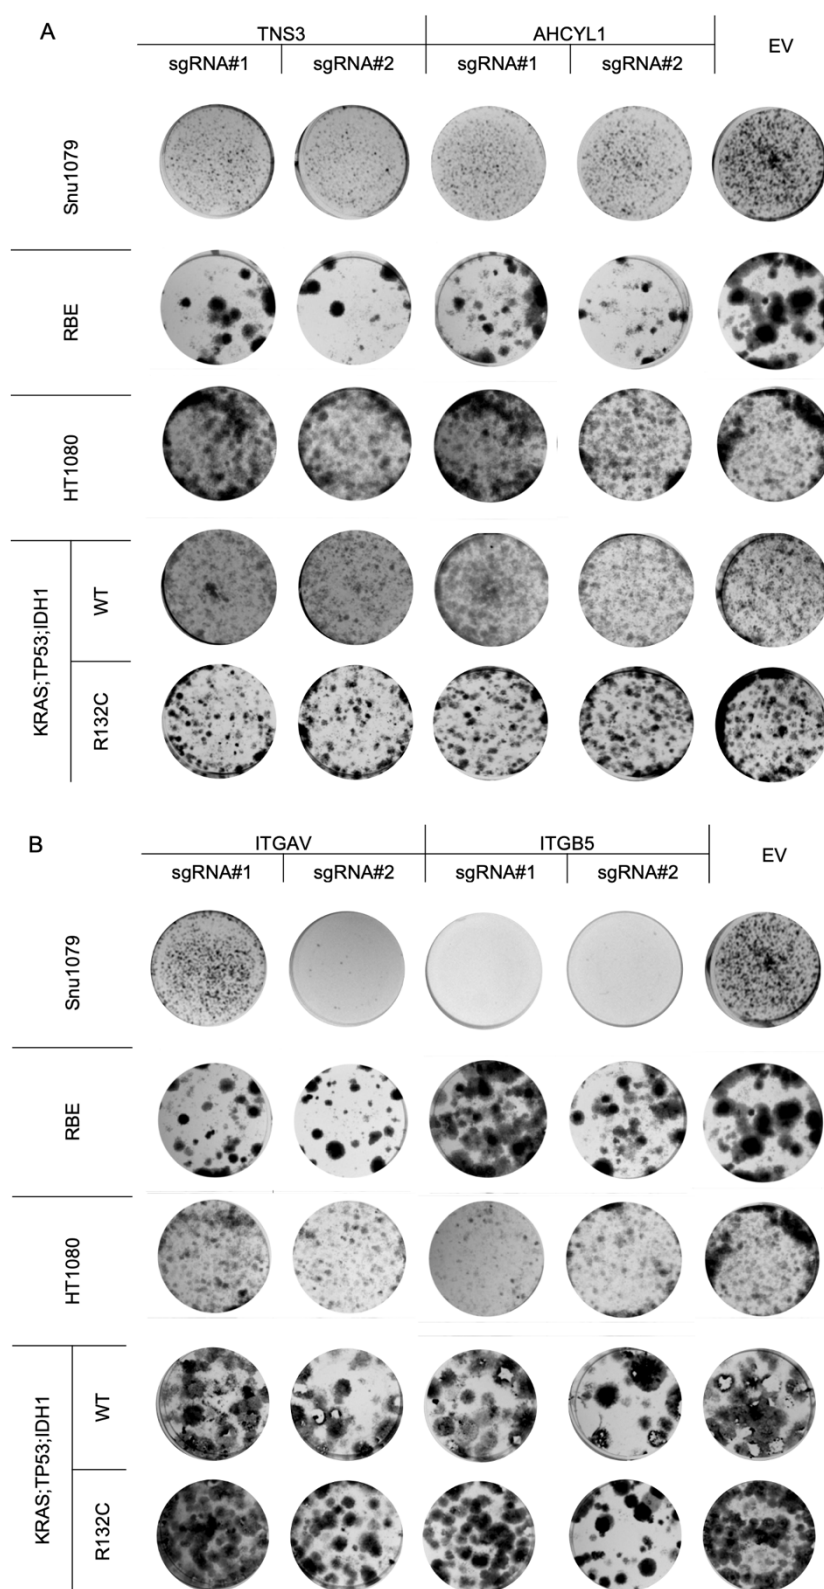 A
TNS3 AHCYL1 EV
sgRNA#1 sgRNA#2 sgRNA#1 sgRNA#2
Snu1079
RBE
HT1080
KRAS;TP53;IDH1
WT
R132C
B
ITGAV ITGB5 EV
sgRNA#1 sgRNA#2 sgRNA#1 sgRNA#2
Snu1079
RBE
HT1080
KRAS;TP53;IDH1
WT
R132C